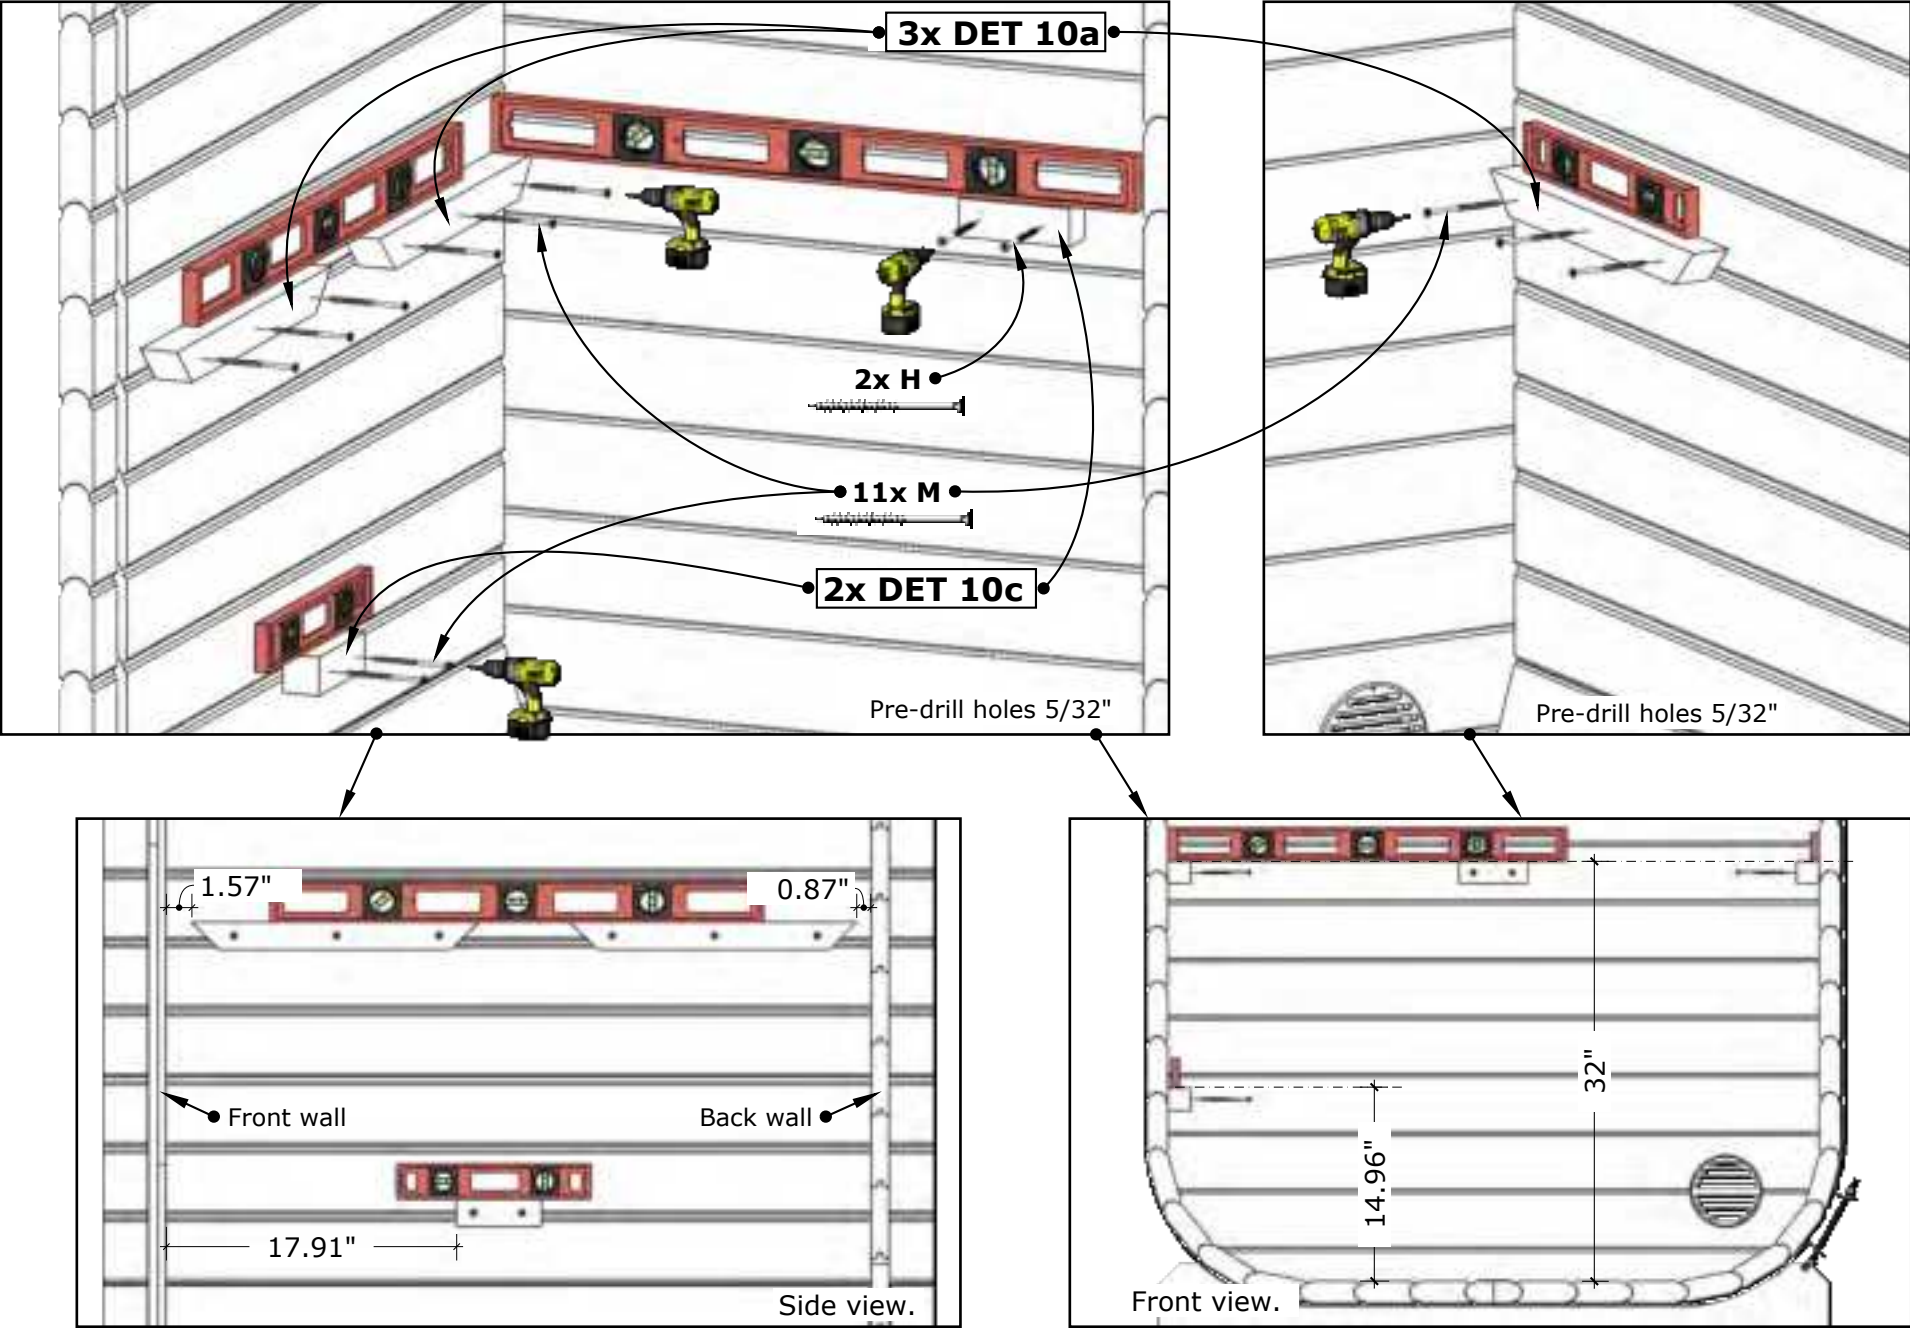 3x DET 10a
2x H
11x M
2x DET 10c
Pre-drill holes 5/32"
Pre-drill holes 5/32"
1.57"
0.87"
Front wall
Back wall
17.91"
Side view.
32"
14.96"
Front view.